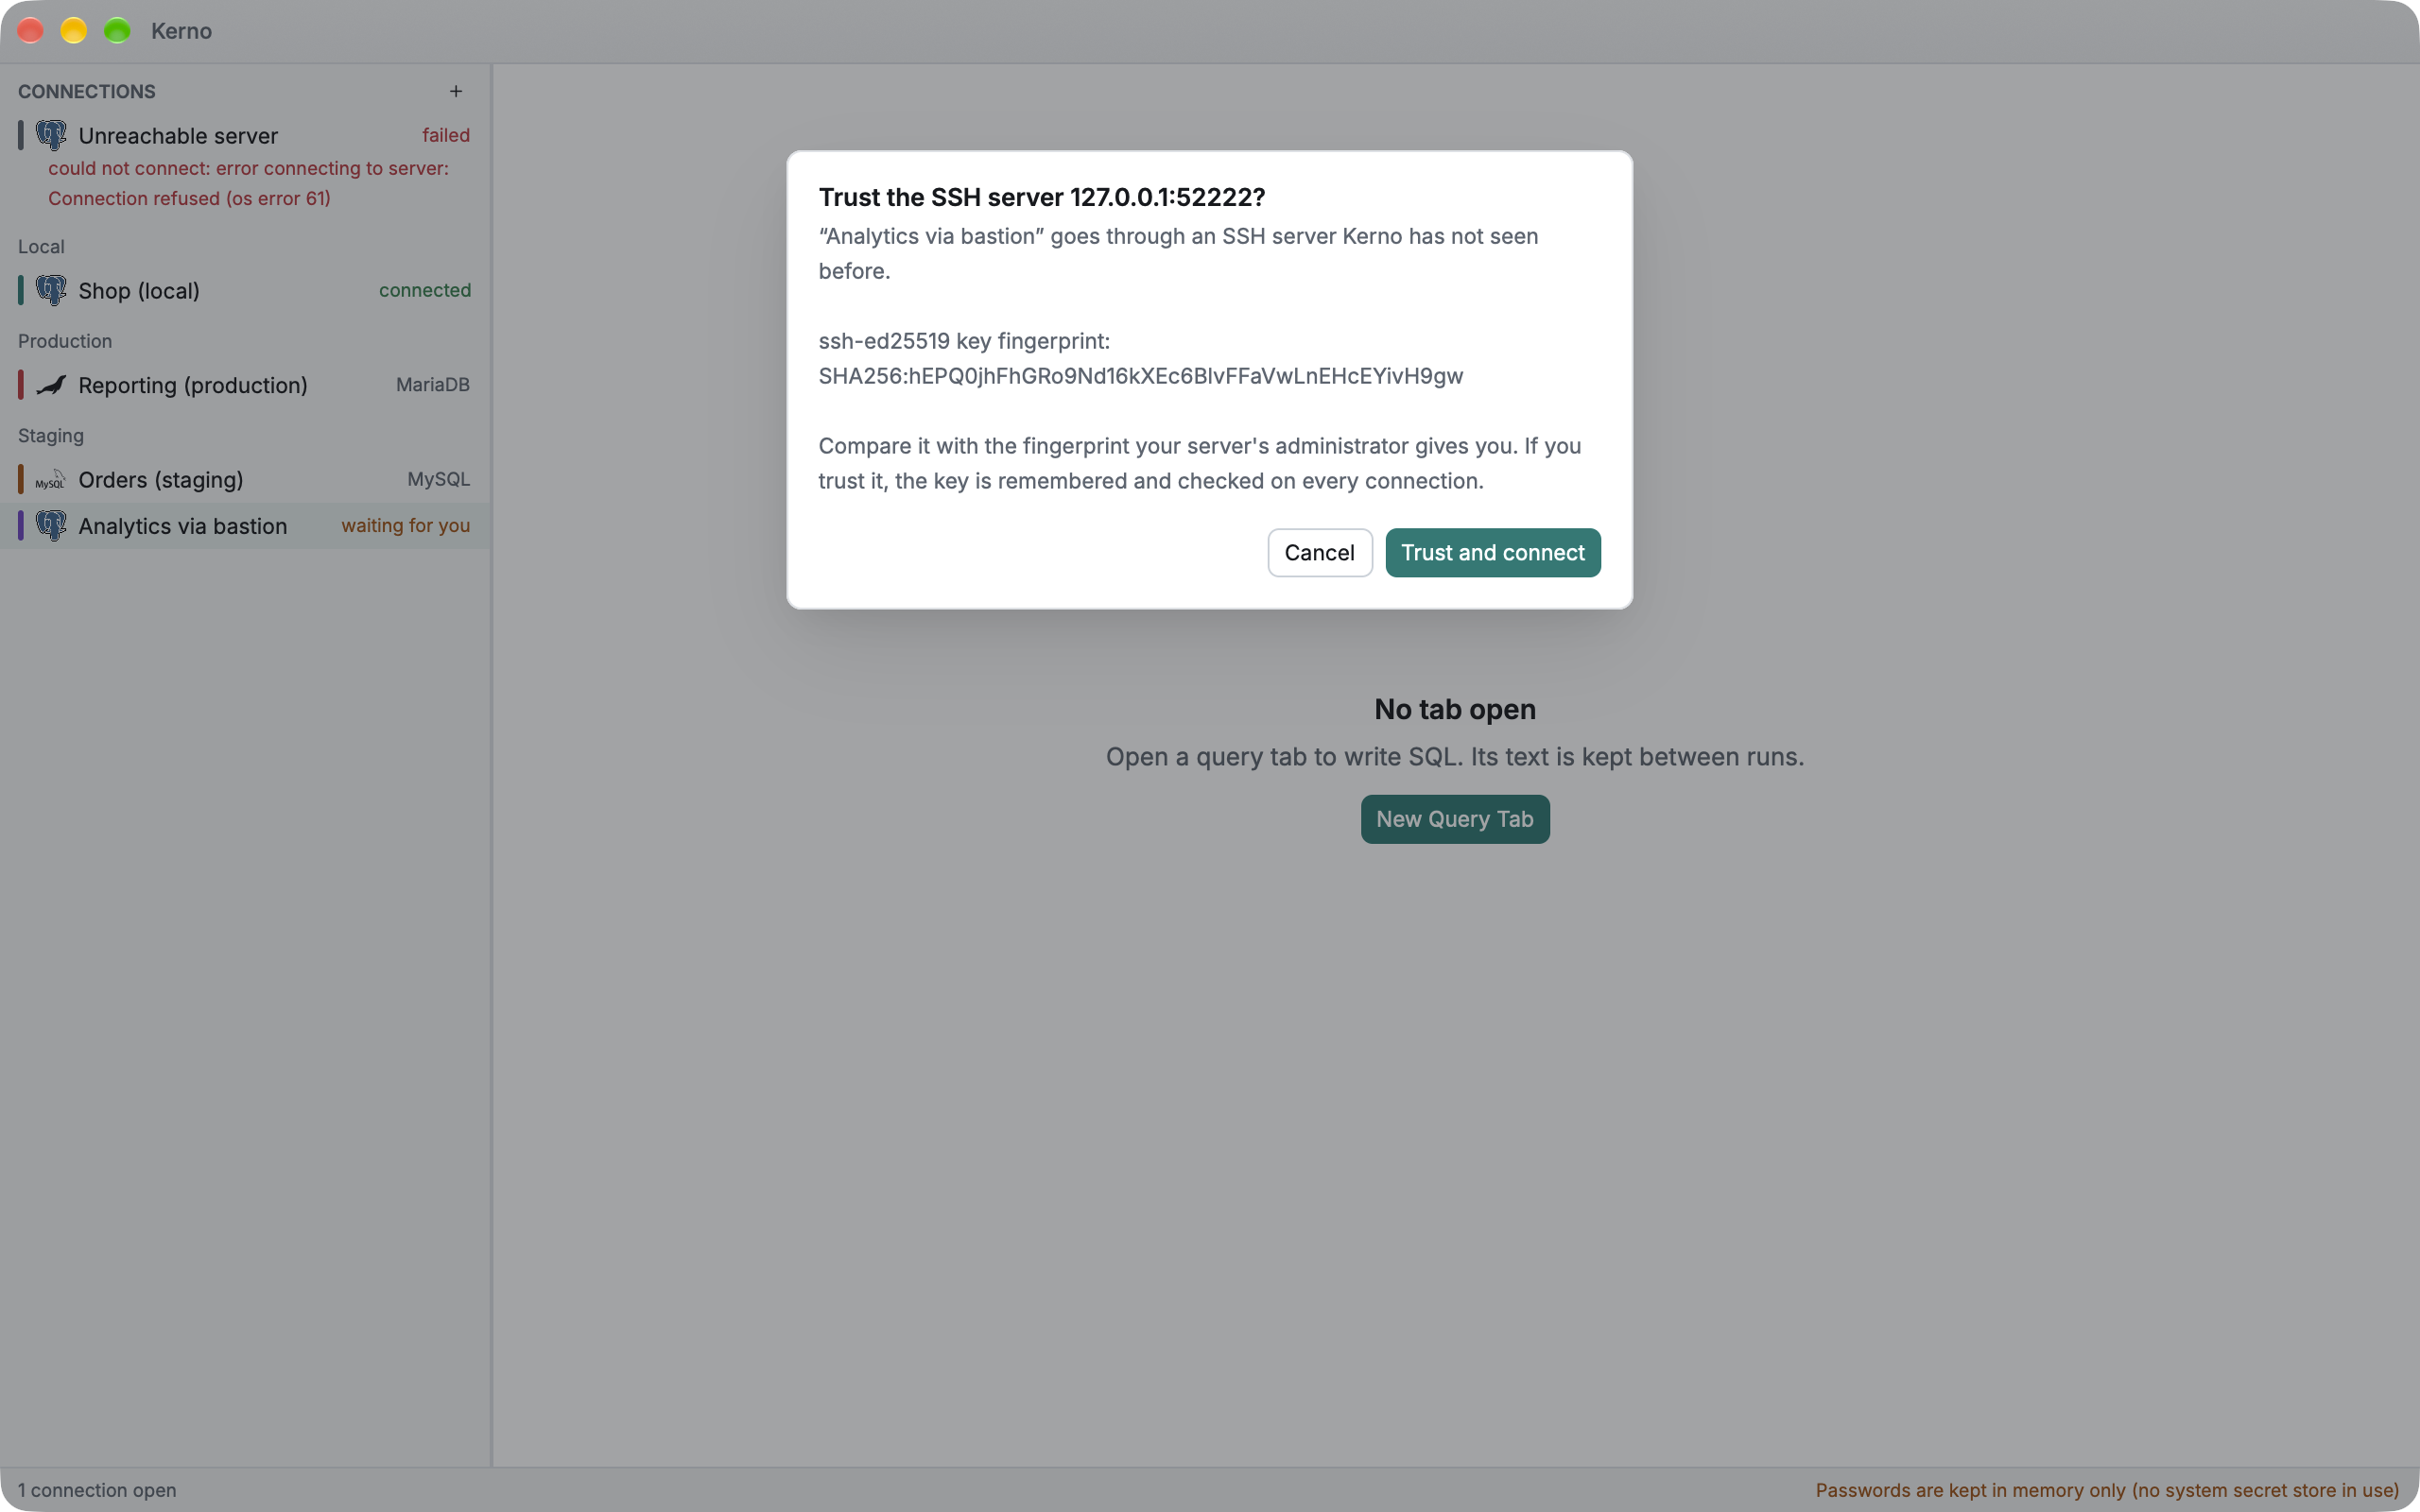 Kerno
CONNECTIONS
+
Unreachable server
failed
could not connect: error connecting to server:
Connection refused (os error 61)
Local
Shop (local)
connected
Production
Reporting (production)
MariaDB
Staging
MySQL
Orders (staging)
MySQL
Analytics via bastion
waiting for you
Trust the SSH server 127.0.0.1:52222?
“Analytics via bastion” goes through an SSH server Kerno has not seen
before.
ssh-ed25519 key fingerprint:
SHA256:hEPQ0jhFhGRo9Nd16kXEc6BlvFFaVwLnEHcEYivH9gw
Compare it with the fingerprint your server's administrator gives you. If you
trust it, the key is remembered and checked on every connection.
Cancel
Trust and connect
No tab open
Open a query tab to write SQL. Its text is kept between runs.
New Query Tab
1 connection open
Passwords are kept in memory only (no system secret store in use)